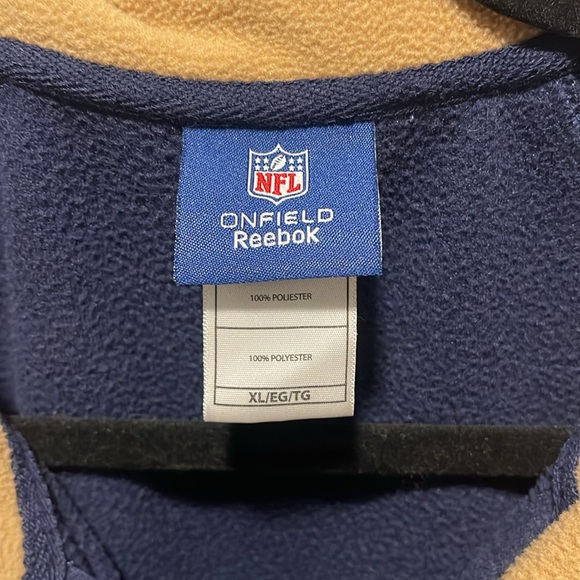 NFL
ONFIELD
Reebok
100% POLIESTER
100% POLYESTER
XL/EG/TG